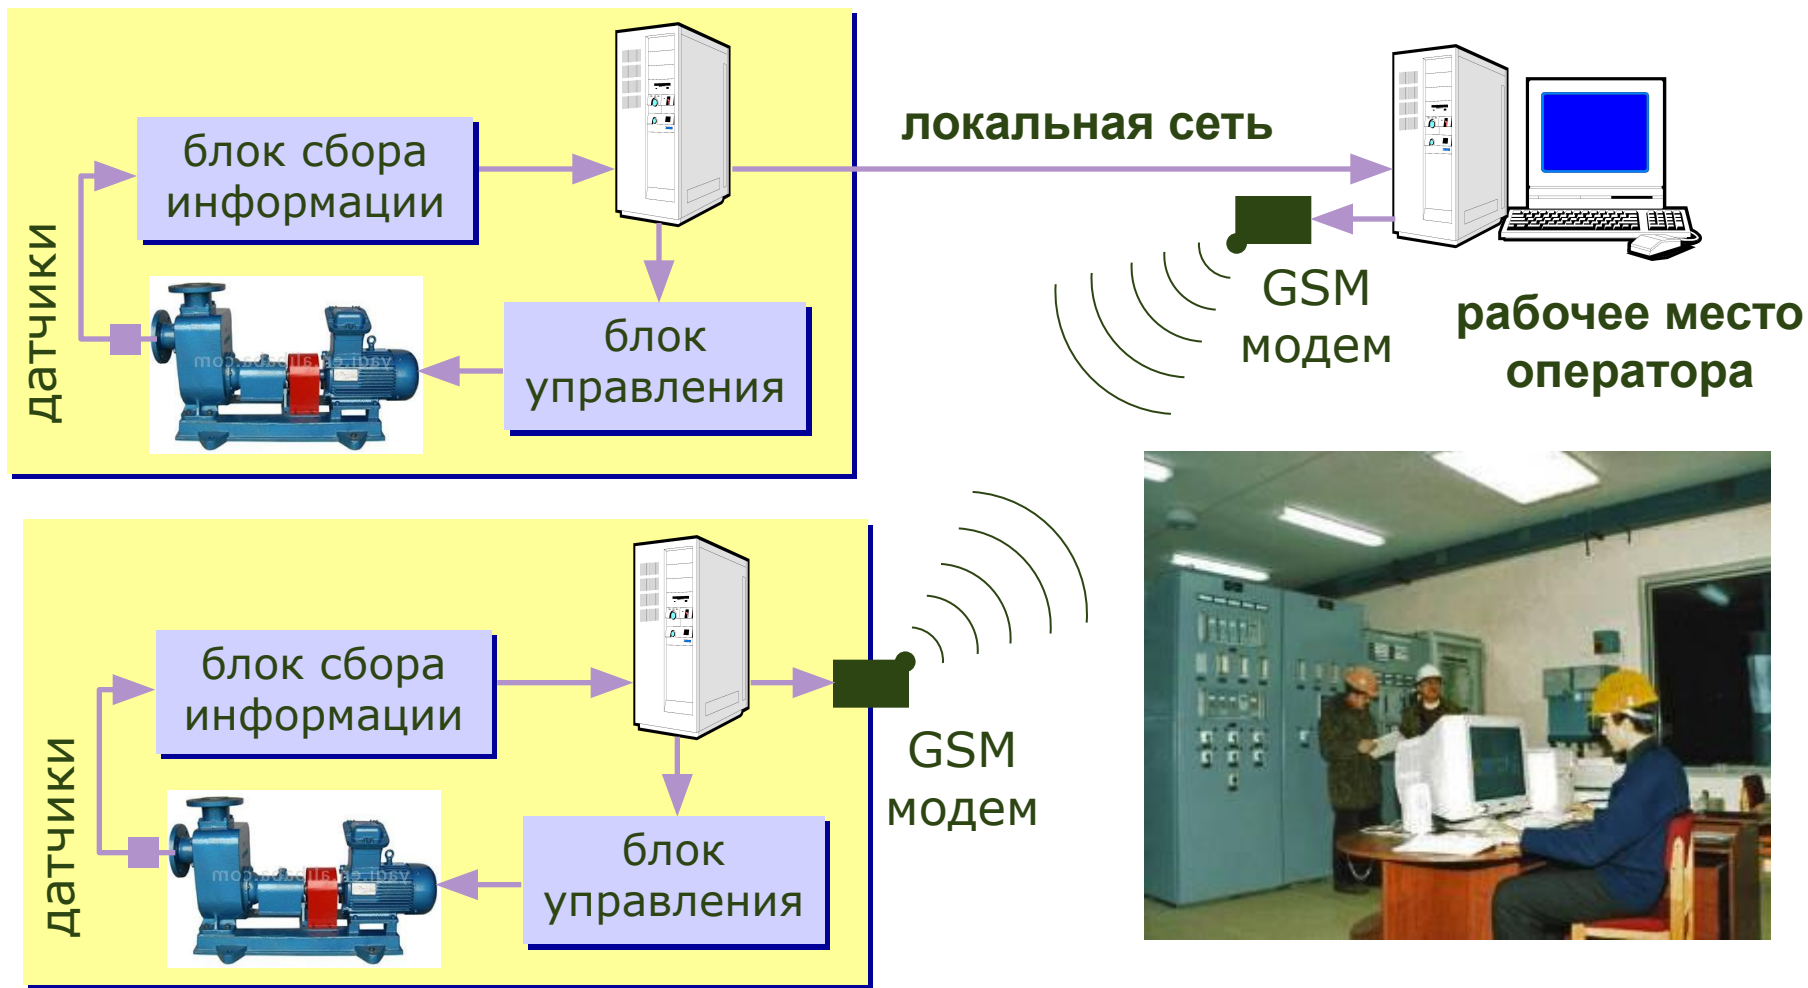 блок сбора
информации
локальная сеть
датчики
блок
управления
GSM
модем
рабочее место
оператора
блок сбора
информации
датчики
блок
управления
GSM
модем